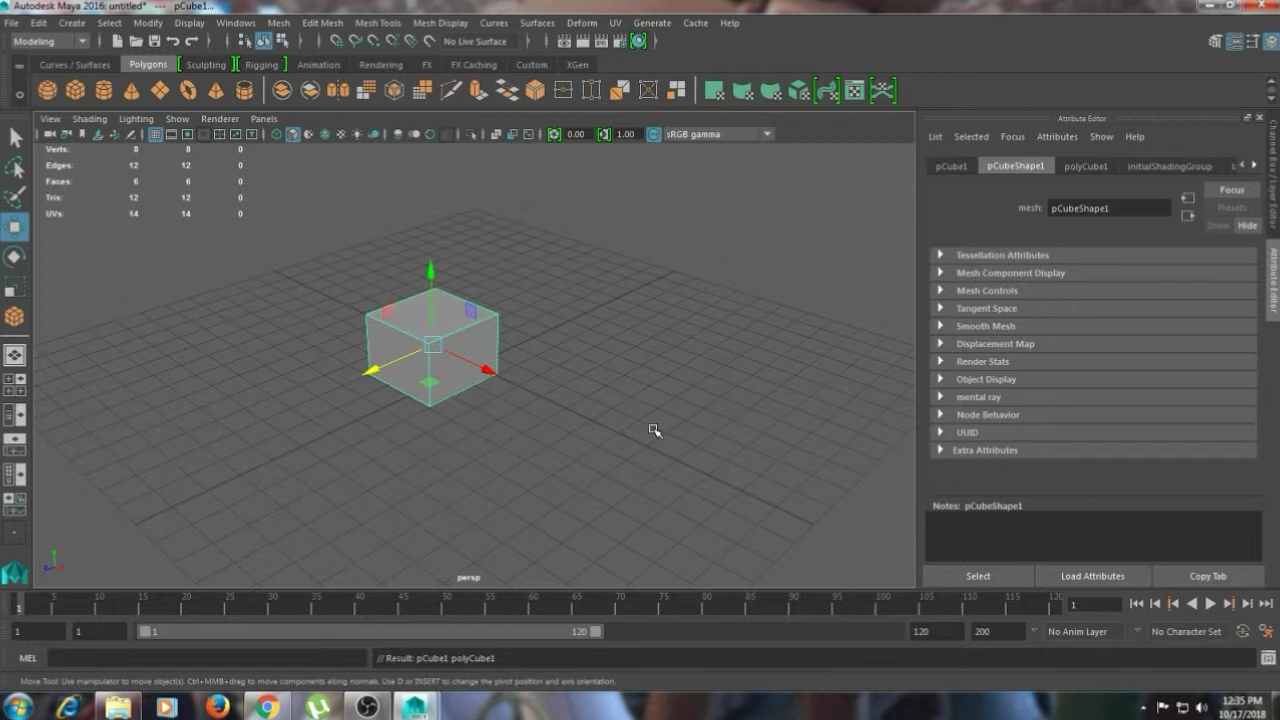 Autodesk Maya 2016: untitled* --- pCube1...
File Edit Create Select Modify Display Windows Mesh Edit Mesh Mesh Tools Mesh Display Curves Surfaces Deform UV Generate Cache Help
Modeling No Live Surface
Curves / Surfaces Polygons Sculpting Rigging Animation Rendering FX FX Caching Custom XGen
View Shading Lighting Show Renderer Panels
0.00 1.00 sRGB gamma
Verts: 8 8 0
Edges: 12 12 0
Faces: 6 6 0
Tris: 12 12 0
UVs: 14 14 0
persp
Attribute Editor
List Selected Focus Attributes Show Help
pCube1 pCubeShape1 polyCube1 initialShadingGroup
Focus
mesh: pCubeShape1
Presets
Show Hide
Tessellation Attributes
Mesh Component Display
Mesh Controls
Tangent Space
Smooth Mesh
Displacement Map
Render Stats
Object Display
mental ray
Node Behavior
UUID
Extra Attributes
Notes: pCubeShape1
Select Load Attributes Copy Tab
Channel Box / Layer Editor
Attribute Editor
1 5 10 15 20 25 30 35 40 45 50 55 60 65 70 75 80 85 90 95 100 105 110 115 1
1 1 1 120 120 200 No Anim Layer No Character Set
MEL // Result: pCube1 polyCube1
Move Tool: Use manipulator to move object(s). Ctrl+MMB+drag to move components along normals. Use D or INSERT to change the pivot position and axis orientation.
12:35 PM
10/17/2018